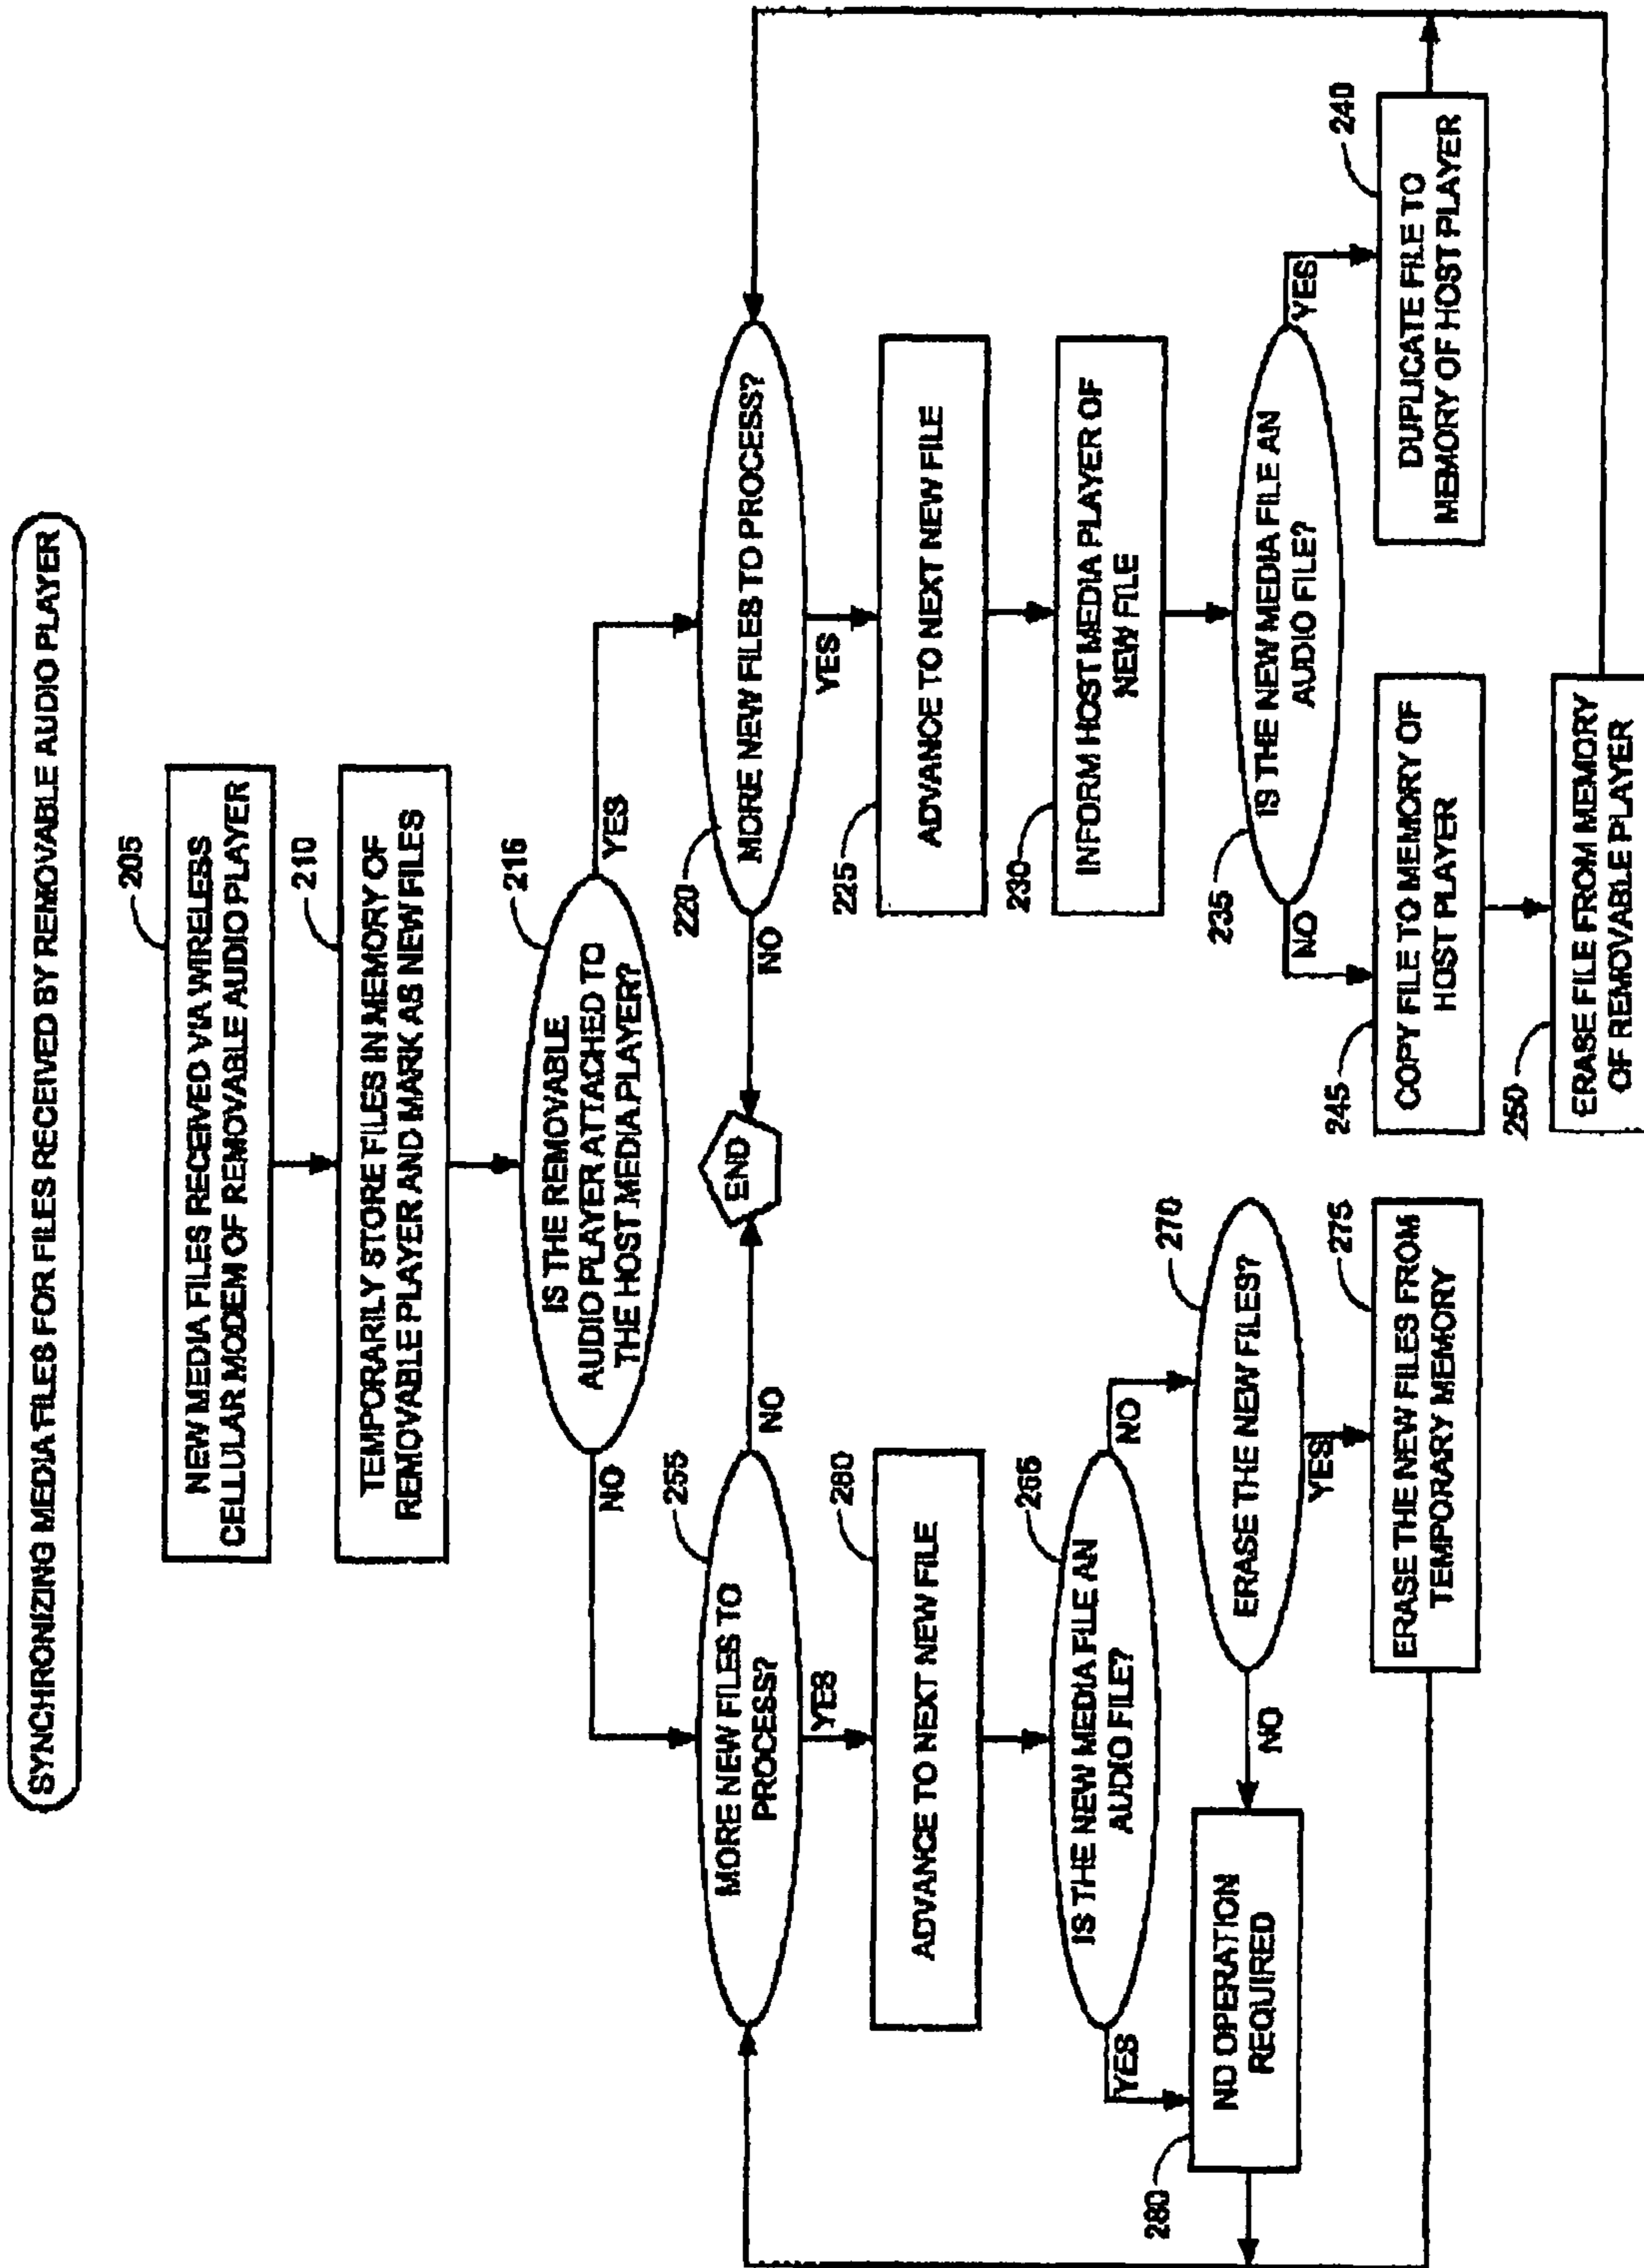 SYNCHRONIZING MEDIA FILES FOR FILES RECEIVED BY REMOVABLE AUDIO PLAYER
205
NEW MEDIA FILES RECEIVED VIA WIRELESS
CELLULAR MODEM OF REMOVABLE AUDIO PLAYER
210
TEMPORARILY STORE FILES IN MEMORY OF
REMOVABLE PLAYER AND MARK AS NEW FILES
215
IS THE REMOVABLE
AUDIO PLAYER ATTACHED TO
THE HOST MEDIA PLAYER?
NO
YES
255
MORE NEW FILES TO
PROCESS?
NO
YES
END
220
MORE NEW FILES TO PROCESS?
NO
YES
260
ADVANCE TO NEXT NEW FILE
225
ADVANCE TO NEXT NEW FILE
265
IS THE NEW MEDIA FILE AN
AUDIO FILE?
YES
NO
230
INFORM HOST MEDIA PLAYER OF
NEW FILE
280
NO OPERATION
REQUIRED
270
ERASE THE NEW FILES?
NO
YES
235
IS THE NEW MEDIA FILE AN
AUDIO FILE?
NO
YES
275
ERASE THE NEW FILES FROM
TEMPORARY MEMORY
245
COPY FILE TO MEMORY OF
HOST PLAYER
240
DUPLICATE FILE TO
MEMORY OF HOST PLAYER
250
ERASE FILE FROM MEMORY
OF REMOVABLE PLAYER